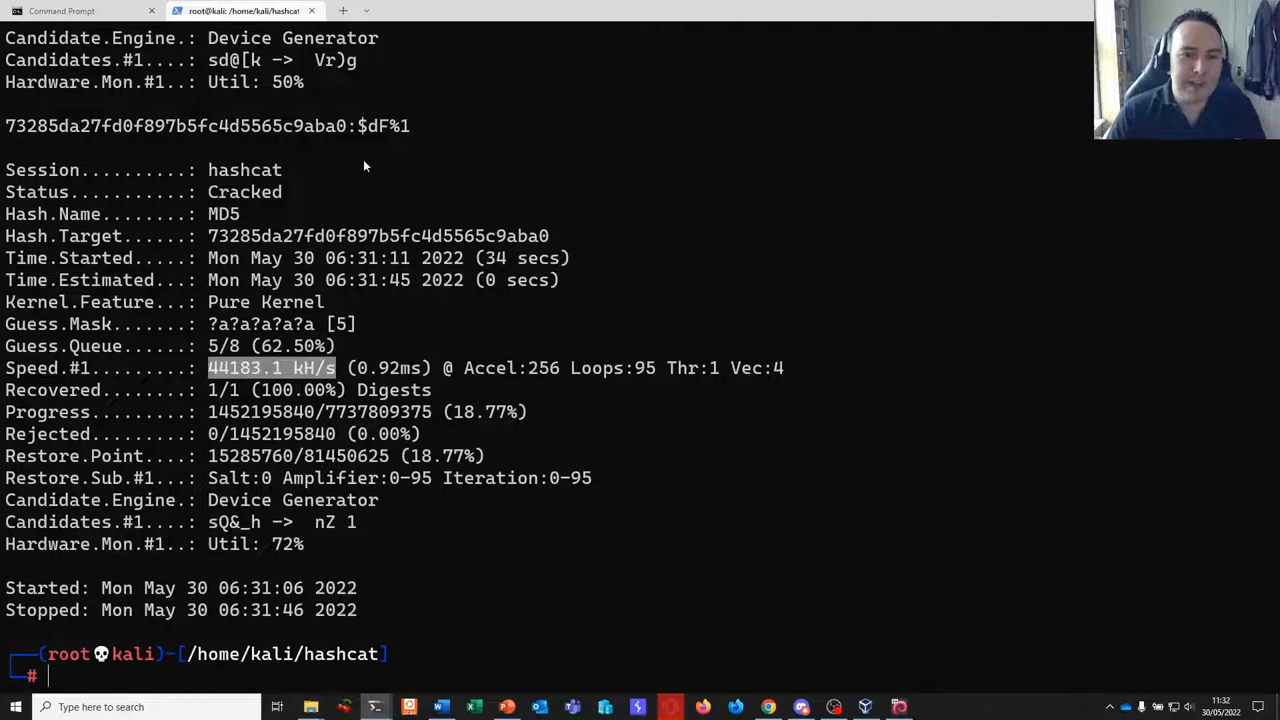 Command Prompt
root@kali: /home/kali/hashcat
Candidate.Engine.: Device Generator
Candidates.#1....: sd@[k ->  Vr)g
Hardware.Mon.#1..: Util: 50%
73285da27fd0f897b5fc4d5565c9aba0:$dF%1
Session..........: hashcat
Status...........: Cracked
Hash.Name........: MD5
Hash.Target......: 73285da27fd0f897b5fc4d5565c9aba0
Time.Started.....: Mon May 30 06:31:11 2022 (34 secs)
Time.Estimated...: Mon May 30 06:31:45 2022 (0 secs)
Kernel.Feature...: Pure Kernel
Guess.Mask.......: ?a?a?a?a?a [5]
Guess.Queue......: 5/8 (62.50%)
Speed.#1.........: 44183.1 kH/s (0.92ms) @ Accel:256 Loops:95 Thr:1 Vec:4
Recovered........: 1/1 (100.00%) Digests
Progress.........: 1452195840/7737809375 (18.77%)
Rejected.........: 0/1452195840 (0.00%)
Restore.Point....: 15285760/81450625 (18.77%)
Restore.Sub.#1...: Salt:0 Amplifier:0-95 Iteration:0-95
Candidate.Engine.: Device Generator
Candidates.#1....: sQ&_h ->  nZ 1
Hardware.Mon.#1..: Util: 72%
Started: Mon May 30 06:31:06 2022
Stopped: Mon May 30 06:31:46 2022
(root💀kali)-[/home/kali/hashcat]
#
Type here to search
11:32
30/05/2022